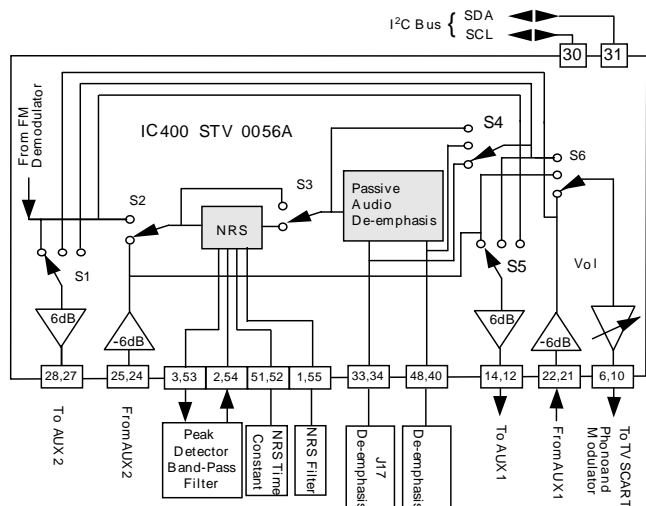 I²C Bus { SDA
SCL
30 31
From FM
Demodulator
IC400 STV 0056A
S1
S2
S3
S4
S5
S6
NRS
Passive
Audio
De-emphasis
Vol
6dB
-6dB
6dB
-6dB
28,27
25,24
3,53
2,54
51,52
1,55
33,34
48,40
14,12
22,21
6,10
To AUX2
From AUX2
Peak
Detector
Band-Pass
Filter
NRS Time
Constant
NRS Filter
J17
De-emphasis
De-emphasis
To AUX1
From AUX1
To TV SCART
Phono and
Modulator